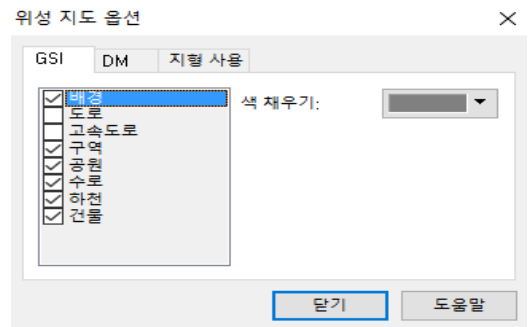 위성 지도 옵션
GSI DM 지형 사용
배경
도로
고속도로
구역
공원
수로
하천
건물
색 채우기:
닫기 도움말